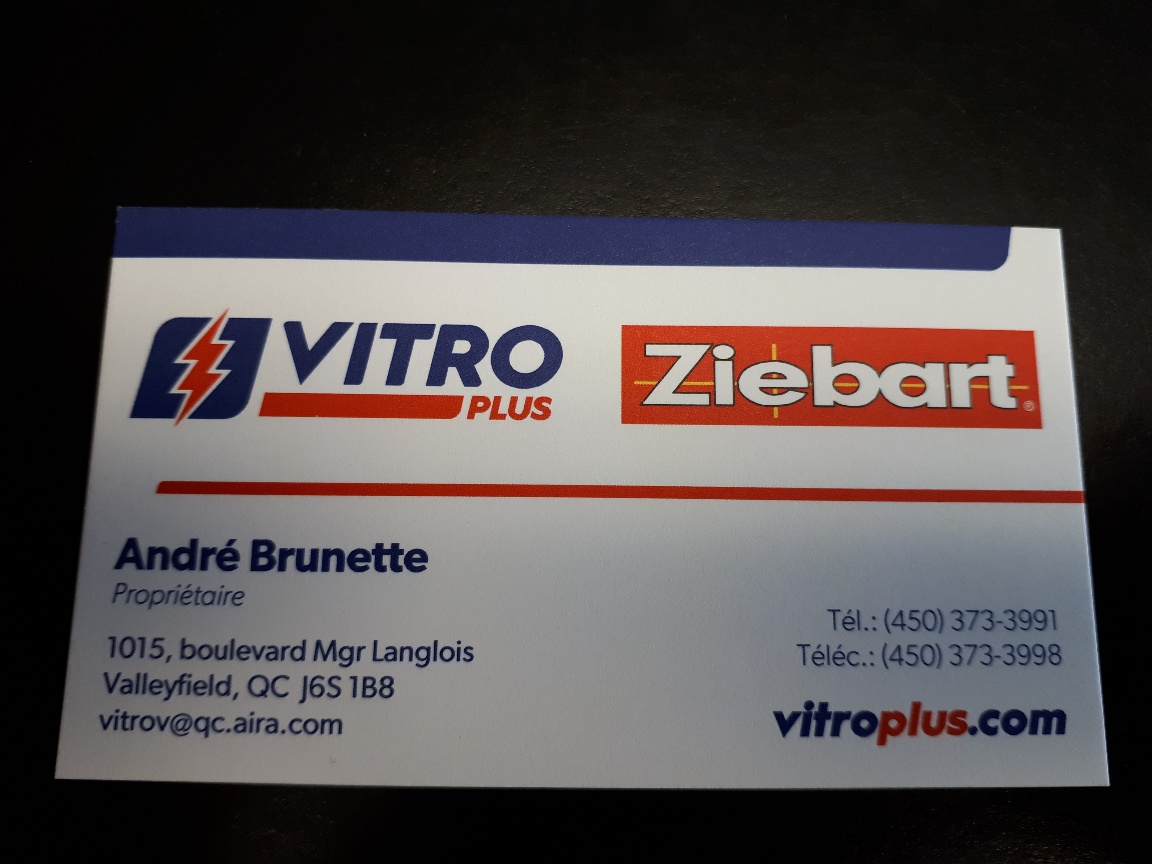 VITRO
PLUS
Ziebart®
André Brunette
Propriétaire
1015, boulevard Mgr Langlois
Valleyfield, QC J6S 1B8
vitrov@qc.aira.com
Tél.: (450) 373-3991
Téléc.: (450) 373-3998
vitroplus.com